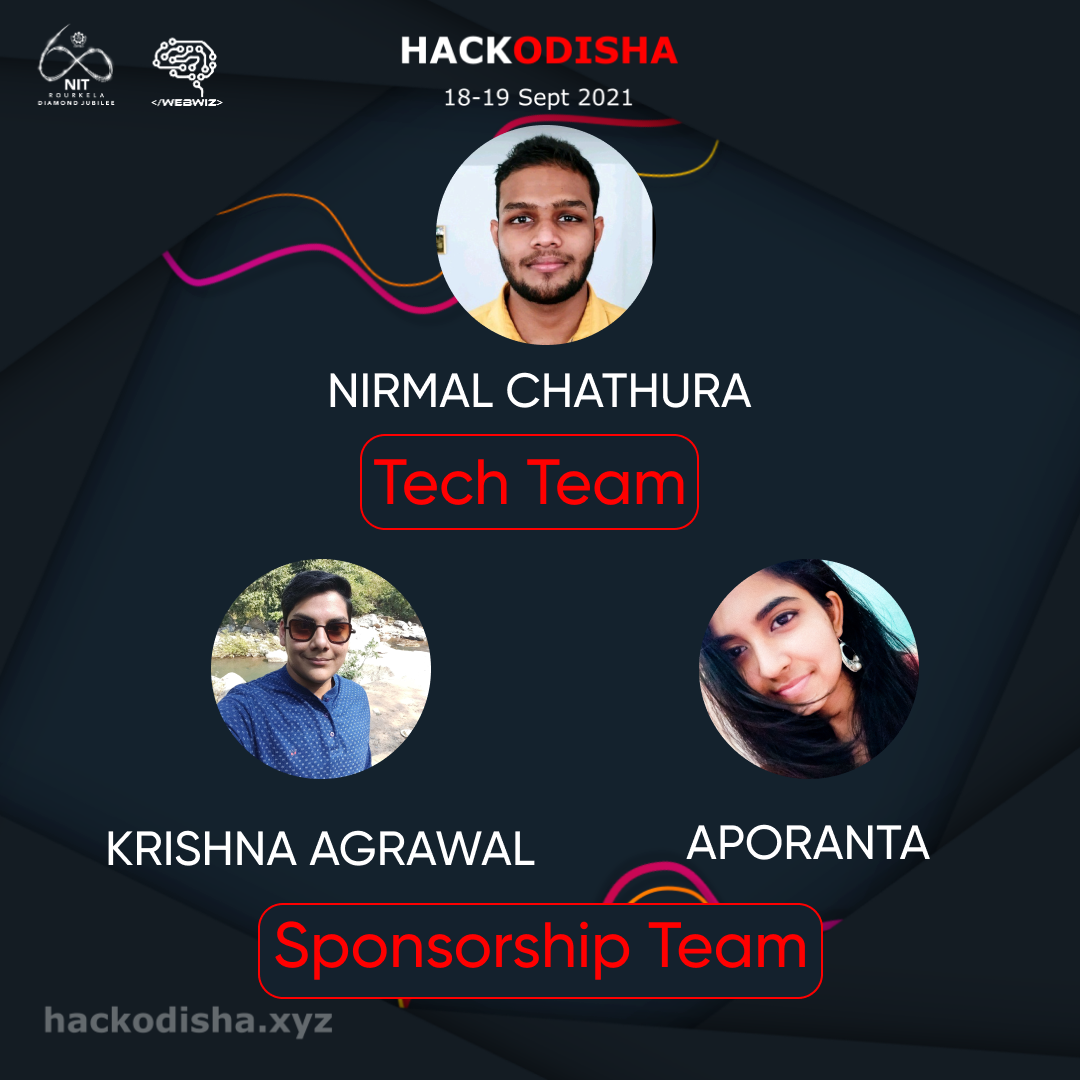 HACKODISHA
18-19 Sept 2021
60
NIT
ROURKELA
DIAMOND JUBILEE
</WEBWIZ>
NIRMAL CHATHURA
Tech Team
KRISHNA AGRAWAL
APORANTA
Sponsorship Team
hackodisha.xyz